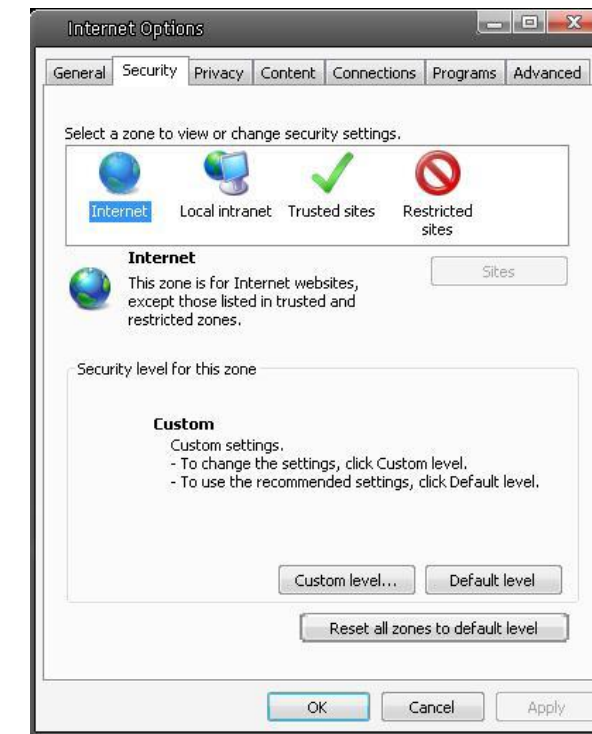 Internet Options
General Security Privacy Content Connections Programs Advanced
Select a zone to view or change security settings.
Internet Local intranet Trusted sites Restricted sites
Internet
This zone is for Internet websites,
except those listed in trusted and
restricted zones.
Sites
Security level for this zone
Custom
Custom settings.
- To change the settings, click Custom level.
- To use the recommended settings, click Default level.
Custom level... Default level
Reset all zones to default level
OK Cancel Apply